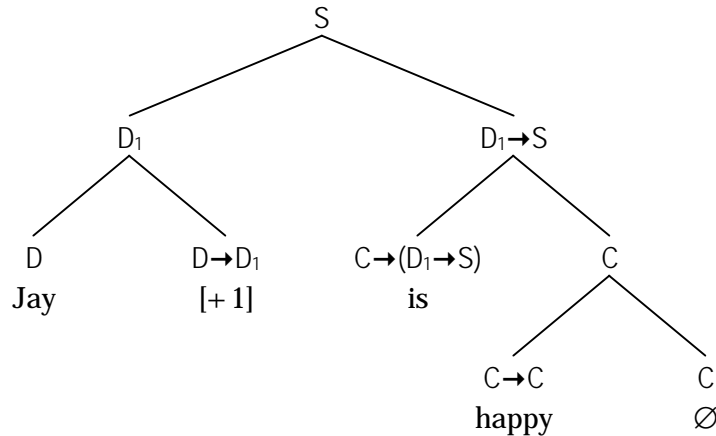 S
D₁ D₁→S
D D→D₁ C→(D₁→S) C
Jay [+1] is
C→C C
happy ∅